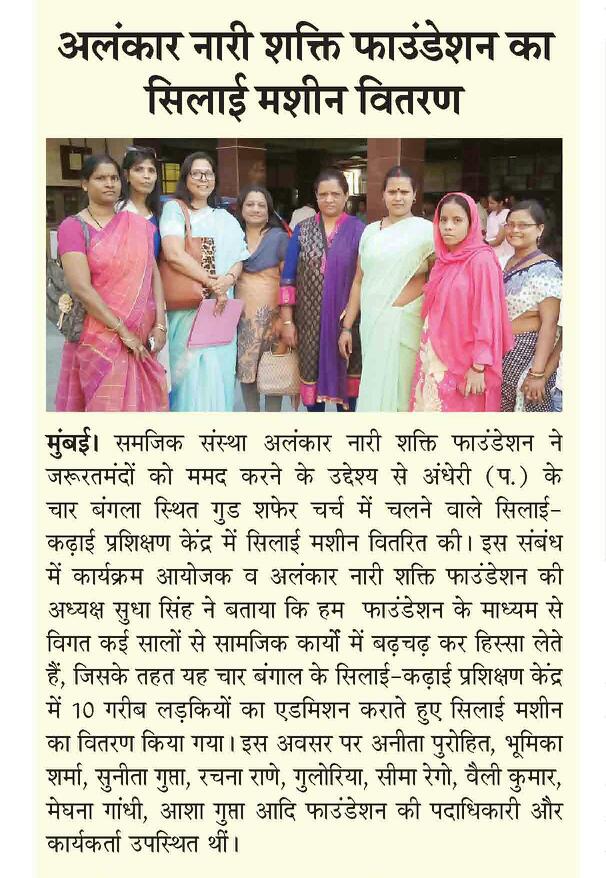 अलंकार नारी शक्ति फाउंडेशन का
सिलाई मशीन वितरण
मुंबई। समजिक संस्था अलंकार नारी शक्ति फाउंडेशन ने
जरूरतमंदों को ममद करने के उद्देश्य से अंधेरी (प.) के
चार बंगला स्थित गुड शफेर चर्च में चलने वाले सिलाई-
कढ़ाई प्रशिक्षण केंद्र में सिलाई मशीन वितरित की। इस संबंध
में कार्यक्रम आयोजक व अलंकार नारी शक्ति फाउंडेशन की
अध्यक्ष सुधा सिंह ने बताया कि हम फाउंडेशन के माध्यम से
विगत कई सालों से सामजिक कार्यों में बढ़चढ़ कर हिस्सा लेते
हैं, जिसके तहत यह चार बंगाल के सिलाई-कढ़ाई प्रशिक्षण केंद्र
में 10 गरीब लड़कियों का एडमिशन कराते हुए सिलाई मशीन
का वितरण किया गया। इस अवसर पर अनीता पुरोहित, भूमिका
शर्मा, सुनीता गुप्ता, रचना राणे, गुलोरिया, सीमा रेगो, वैली कुमार,
मेघना गांधी, आशा गुप्ता आदि फाउंडेशन की पदाधिकारी और
कार्यकर्ता उपस्थित थीं।